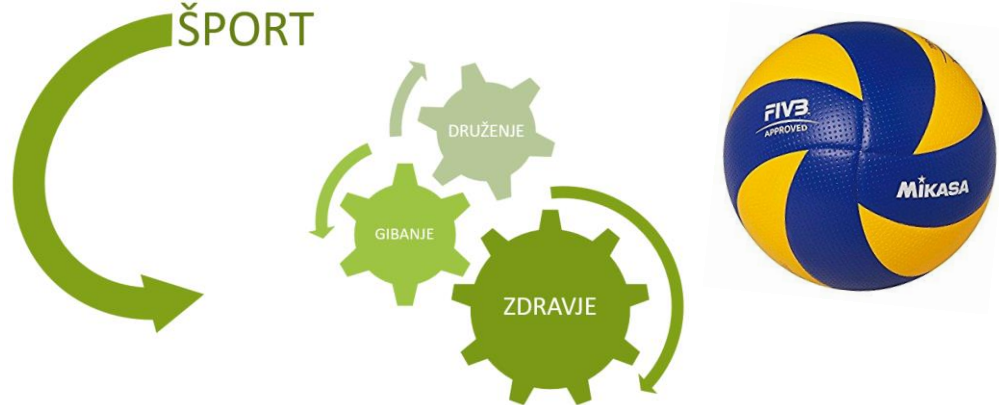 ŠPORT
DRUŽENJE
GIBANJE
ZDRAVJE
FIVB
APPROVED
MIKASA